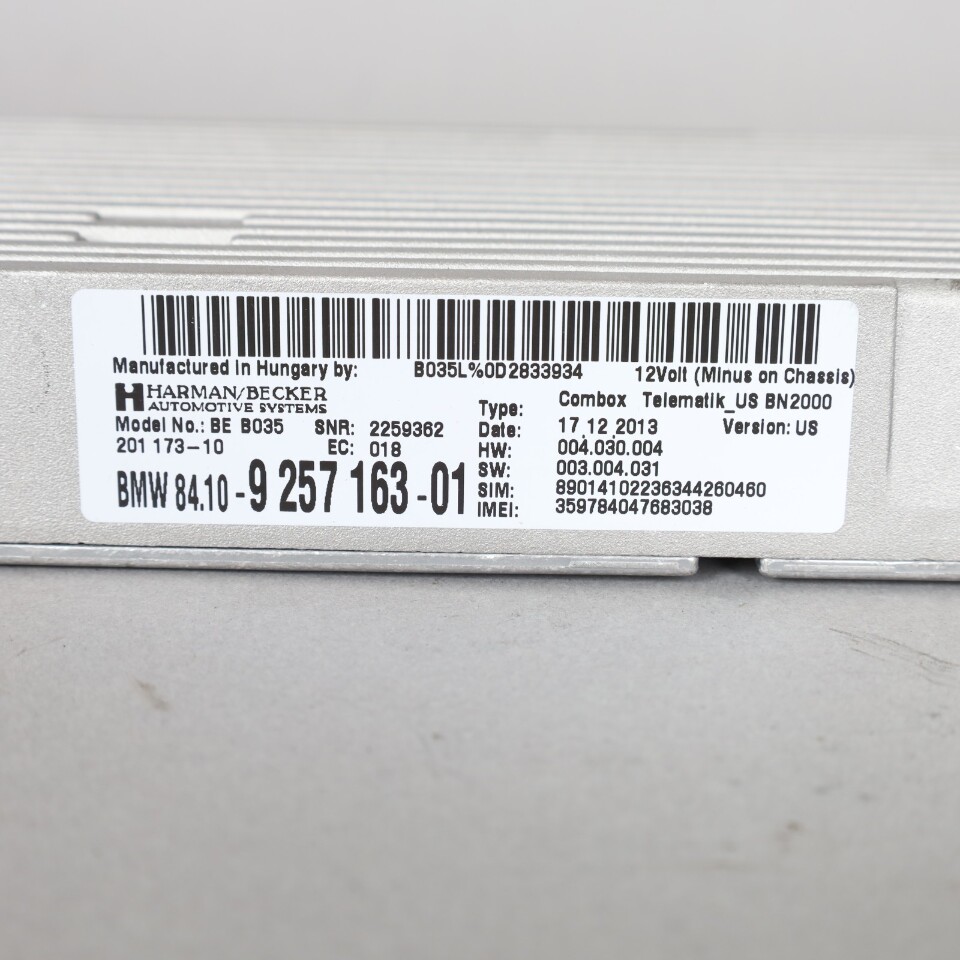 Manufactured in Hungary by: B035L%0D2833934 12Volt (Minus on Chassis)
HARMAN/BECKER
AUTOMOTIVE SYSTEMS
Type: Combox Telematik_US BN2000
Model No.: BE B035 SNR: 2259362 Date: 17.12.2013 Version: US
201 173-10 EC: 018 HW: 004.030.004
SW: 003.004.031
BMW 84.10-9 257 163-01 SIM: 89014102236344260460
IMEI: 359784047683038